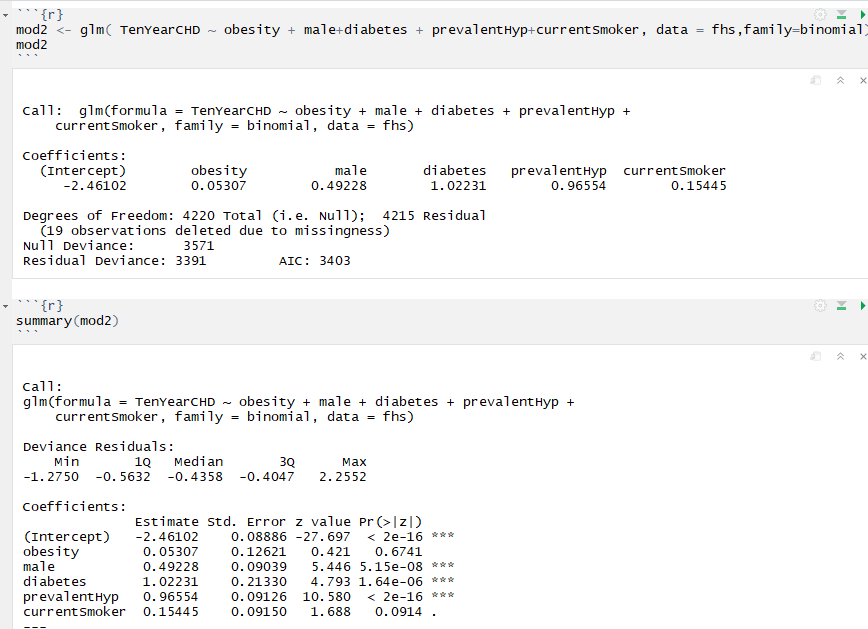 ```{r}
mod2 <- glm( TenYearCHD ~ obesity + male+diabetes + prevalentHyp+currentSmoker, data = fhs,family=binomial)
mod2
```
Call:  glm(formula = TenYearCHD ~ obesity + male + diabetes + prevalentHyp +
    currentSmoker, family = binomial, data = fhs)
Coefficients:
  (Intercept)        obesity           male       diabetes   prevalentHyp  currentSmoker
     -2.46102        0.05307        0.49228        1.02231        0.96554        0.15445
Degrees of Freedom: 4220 Total (i.e. Null);  4215 Residual
  (19 observations deleted due to missingness)
Null Deviance:      3571
Residual Deviance: 3391         AIC: 3403
```{r}
summary(mod2)
```
Call:
glm(formula = TenYearCHD ~ obesity + male + diabetes + prevalentHyp +
    currentSmoker, family = binomial, data = fhs)
Deviance Residuals:
    Min       1Q   Median       3Q      Max
-1.2750  -0.5632  -0.4358  -0.4047   2.2552
Coefficients:
              Estimate Std. Error z value Pr(>|z|)
(Intercept)   -2.46102    0.08886 -27.697  < 2e-16 ***
obesity        0.05307    0.12621   0.421   0.6741
male           0.49228    0.09039   5.446 5.15e-08 ***
diabetes       1.02231    0.21330   4.793 1.64e-06 ***
prevalentHyp   0.96554    0.09126  10.580  < 2e-16 ***
currentSmoker  0.15445    0.09150   1.688   0.0914 .
---